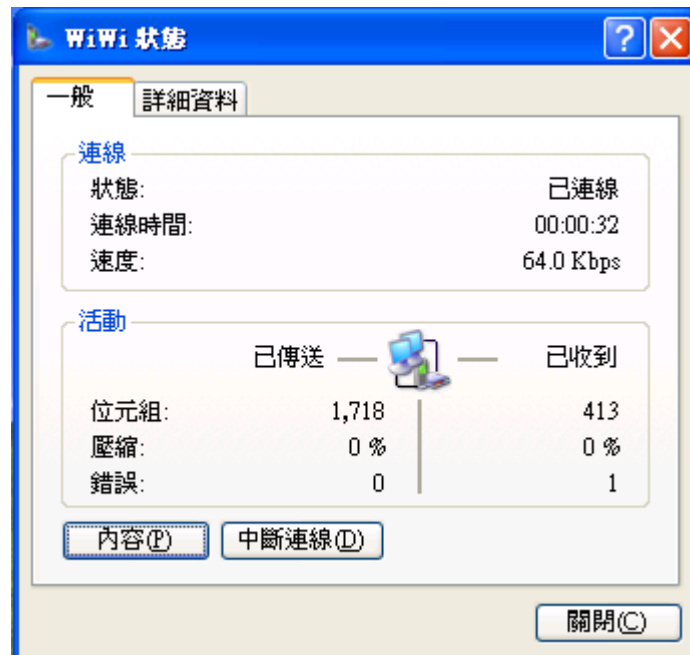 WiWi 狀態
一般 詳細資料
連線
狀態: 已連線
連線時間: 00:00:32
速度: 64.0 Kbps
活動
已傳送 已收到
位元組: 1,718 413
壓縮: 0 % 0 %
錯誤: 0 1
內容(P) 中斷連線(D)
關閉(C)